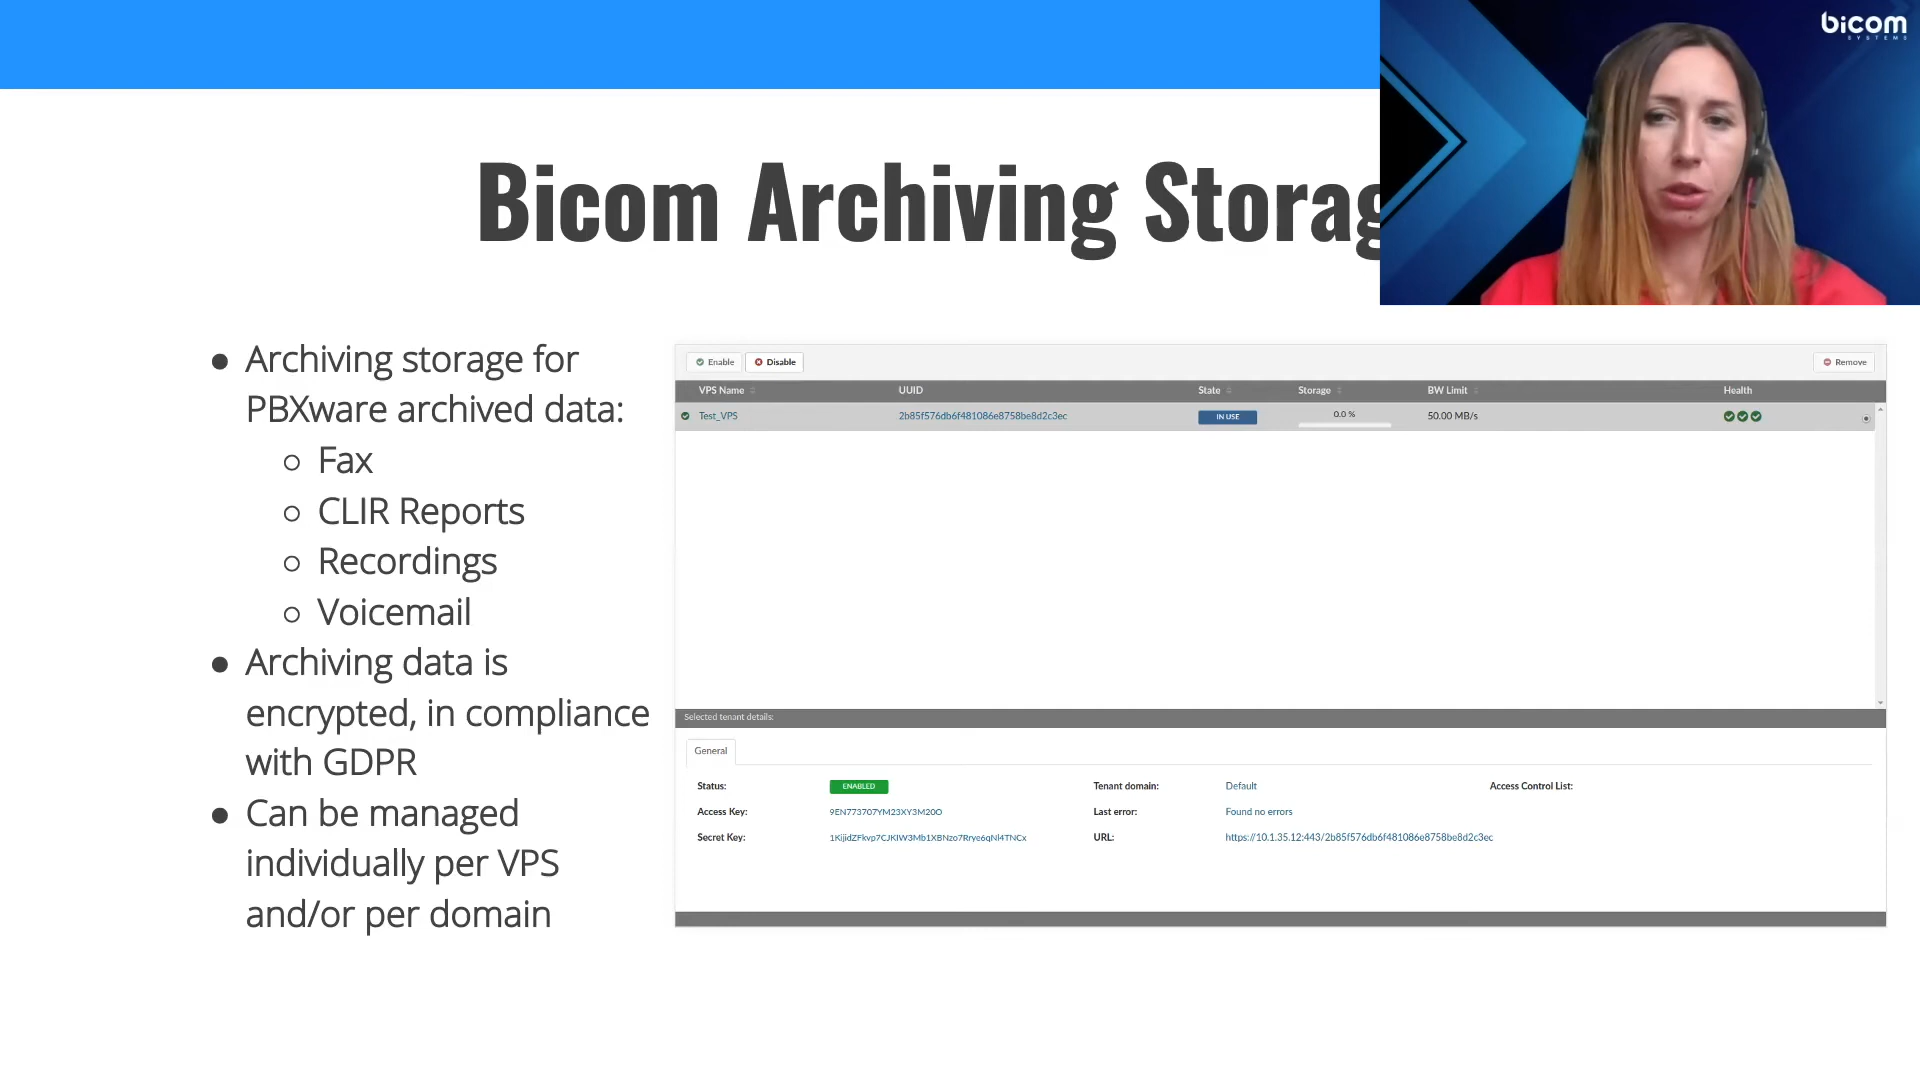 bicom
SYSTEMS
Bicom Archiving Storag
● Archiving storage for
PBXware archived data:
○ Fax
○ CLIR Reports
○ Recordings
○ Voicemail
● Archiving data is
encrypted, in compliance
with GDPR
● Can be managed
individually per VPS
and/or per domain
Enable Disable Remove
VPS Name UUID State Storage BW Limit Health
Test_VPS 2b85f576db6f481086e8758be8d2c3ec IN USE 0.0 % 50.00 MB/s
Selected tenant details:
General
Status: ENABLED Tenant domain: Default Access Control List:
Access Key: 9EN773707YM23XY3M20O Last error: Found no errors
Secret Key: 1KijidZFkvp7CJKIW3Mb1XBNzo7Rrye6qNl4TNCx URL: https://10.1.35.12:443/2b85f576db6f481086e8758be8d2c3ec